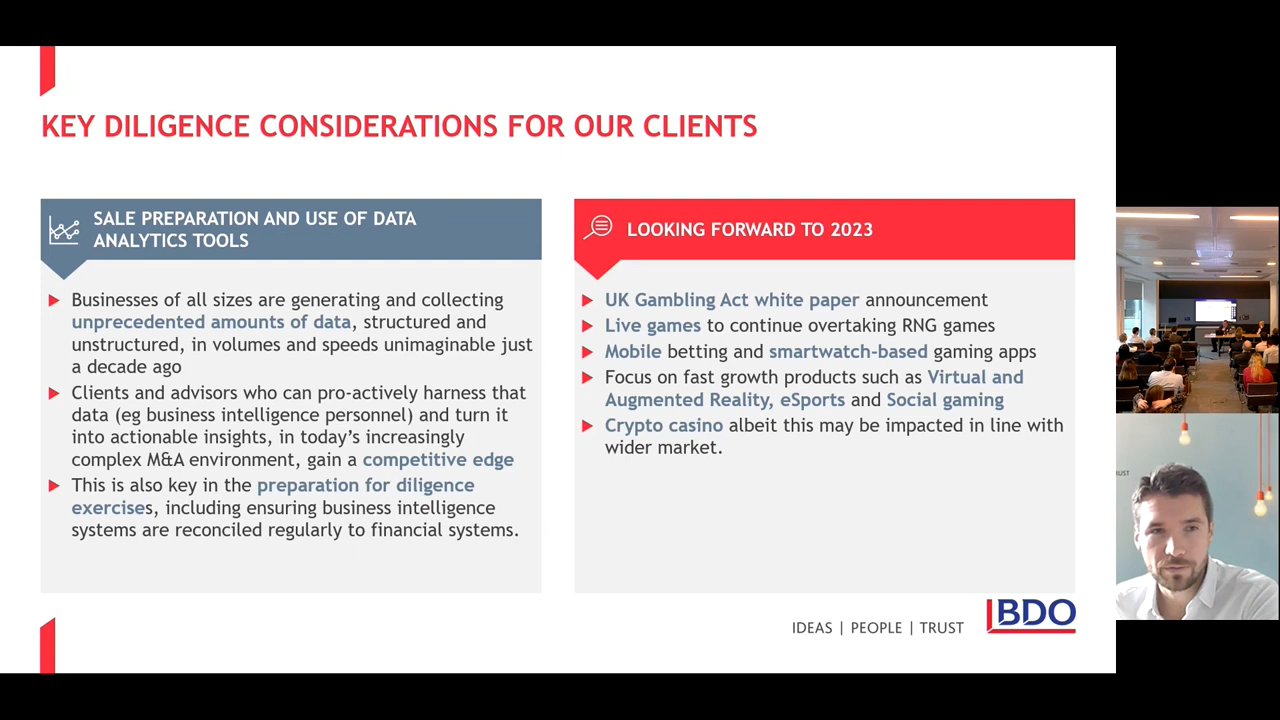 KEY DILIGENCE CONSIDERATIONS FOR OUR CLIENTS
SALE PREPARATION AND USE OF DATA
ANALYTICS TOOLS
Businesses of all sizes are generating and collecting
unprecedented amounts of data, structured and
unstructured, in volumes and speeds unimaginable just
a decade ago
Clients and advisors who can pro-actively harness that
data (eg business intelligence personnel) and turn it
into actionable insights, in today's increasingly
complex M&A environment, gain a competitive edge
This is also key in the preparation for diligence
exercises, including ensuring business intelligence
systems are reconciled regularly to financial systems.
LOOKING FORWARD TO 2023
UK Gambling Act white paper announcement
Live games to continue overtaking RNG games
Mobile betting and smartwatch-based gaming apps
Focus on fast growth products such as Virtual and
Augmented Reality, eSports and Social gaming
Crypto casino albeit this may be impacted in line with
wider market.
IDEAS | PEOPLE | TRUST
BDO